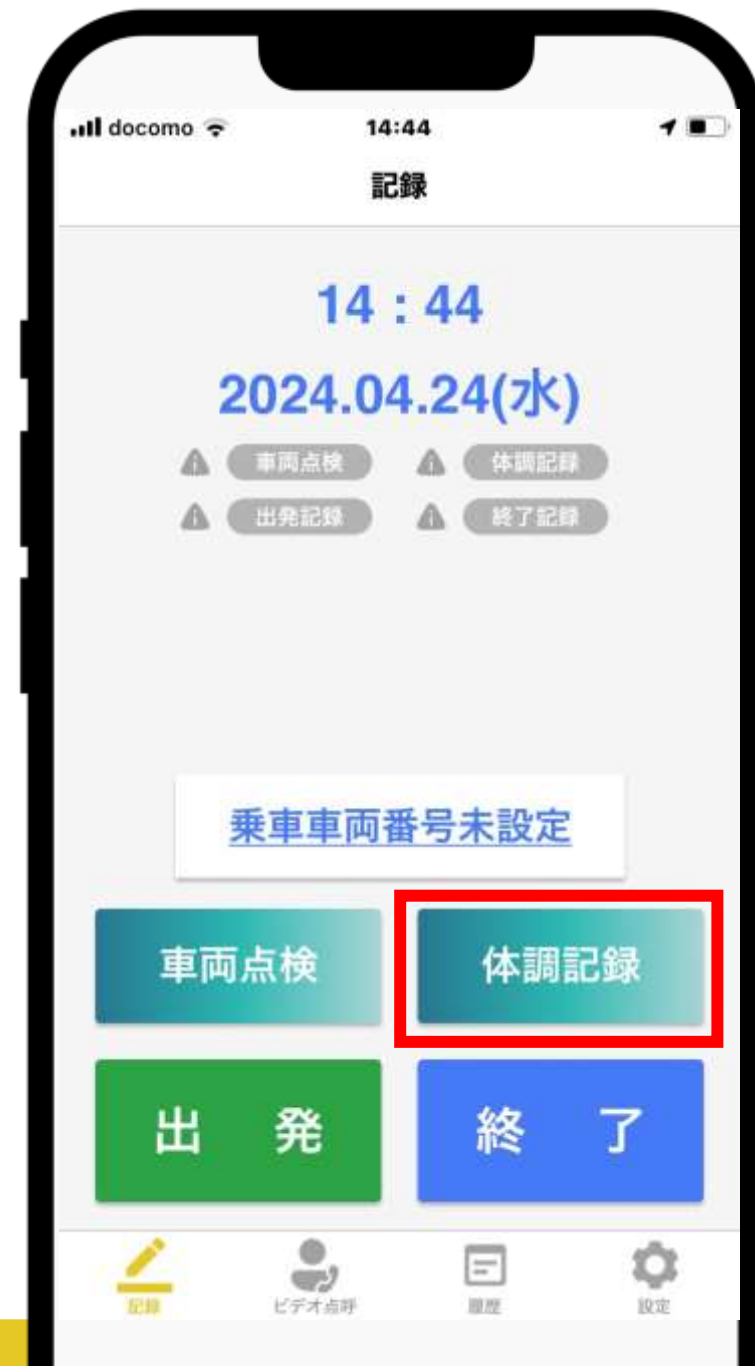 docomo 14:44
記録
14 : 44
2024.04.24(水)
車両点検 体調記録
出発記録 終了記録
乗車車両番号未設定
車両点検 体調記録
出 発 終 了
記録 ビデオ点呼 履歴 設定